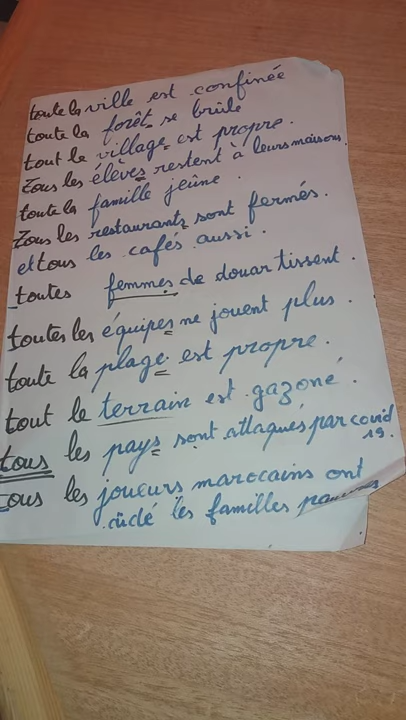 toute la ville est confinée
toute la forêt se brûle
tout le village est propre.
Tous les élèves restent à leurs maisons.
toute la famille jeûne.
Tous les restaurants sont fermés.
et tous les cafés aussi.
toutes femmes de douar tissent.
toutes les équipes ne jouent plus.
toute la plage est propre.
tout le terrain est gazoné.
tous les pays sont attaqués par covid
19.
Tous les joueurs marocains ont
les familles